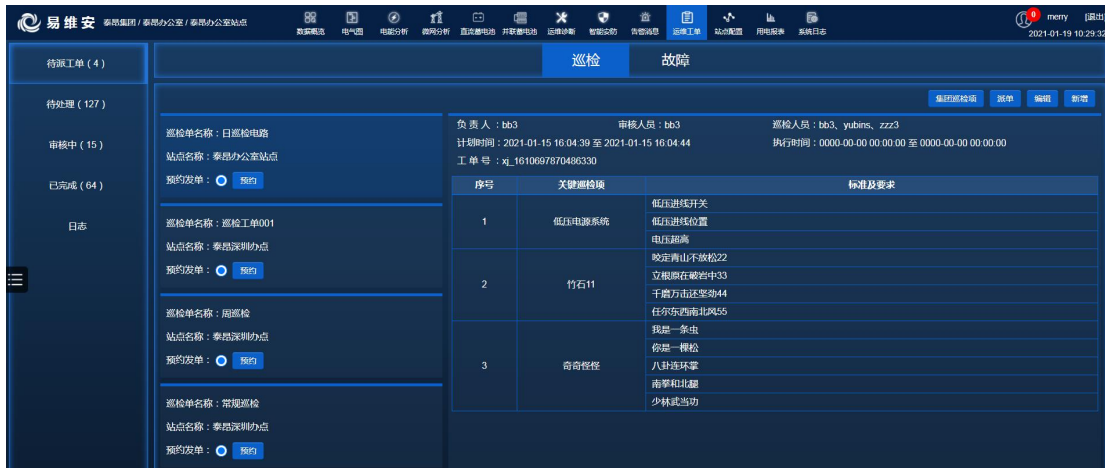 易维安 泰昂集团 / 泰昂办公室 / 泰昂办公室站点
数据概览 电气图 电能分析 微网分析 直流蓄电池 并联蓄电池 运维诊断 智能安防 告警消息 运维工单 站点配置 用电报表 系统日志
0 merry [退出]
2021-01-19 10:29:32
待派工单 ( 4 )
待处理 ( 127 )
审核中 ( 15 )
已完成 ( 64 )
日志
巡检 故障
集团巡检项 派单 编辑 新增
巡检单名称：日巡检电路
站点名称：泰昂办公室站点
预约发单： 预约
巡检单名称：巡检工单001
站点名称：泰昂深圳办点
预约发单： 预约
巡检单名称：周巡检
站点名称：泰昂深圳办点
预约发单： 预约
巡检单名称：常规巡检
站点名称：泰昂深圳办点
预约发单： 预约
负 责 人 ：bb3 审核人员：bb3 巡检人员：bb3、yubins、zzz3
计划时间：2021-01-15 16:04:39 至 2021-01-15 16:04:44 执行时间：0000-00-00 00:00:00 至 0000-00-00 00:00:00
工 单 号 ：xj_1610697870486330
序号 关键巡检项 标准及要求
1 低压电源系统
低压进线开关
低压进线位置
电压超高
2 竹石11
咬定青山不放松22
立根原在破岩中33
千磨万击还坚劲44
任尔东西南北风55
3 奇奇怪怪
我是一条虫
你是一棵松
八卦连环掌
南拳和北腿
少林武当功